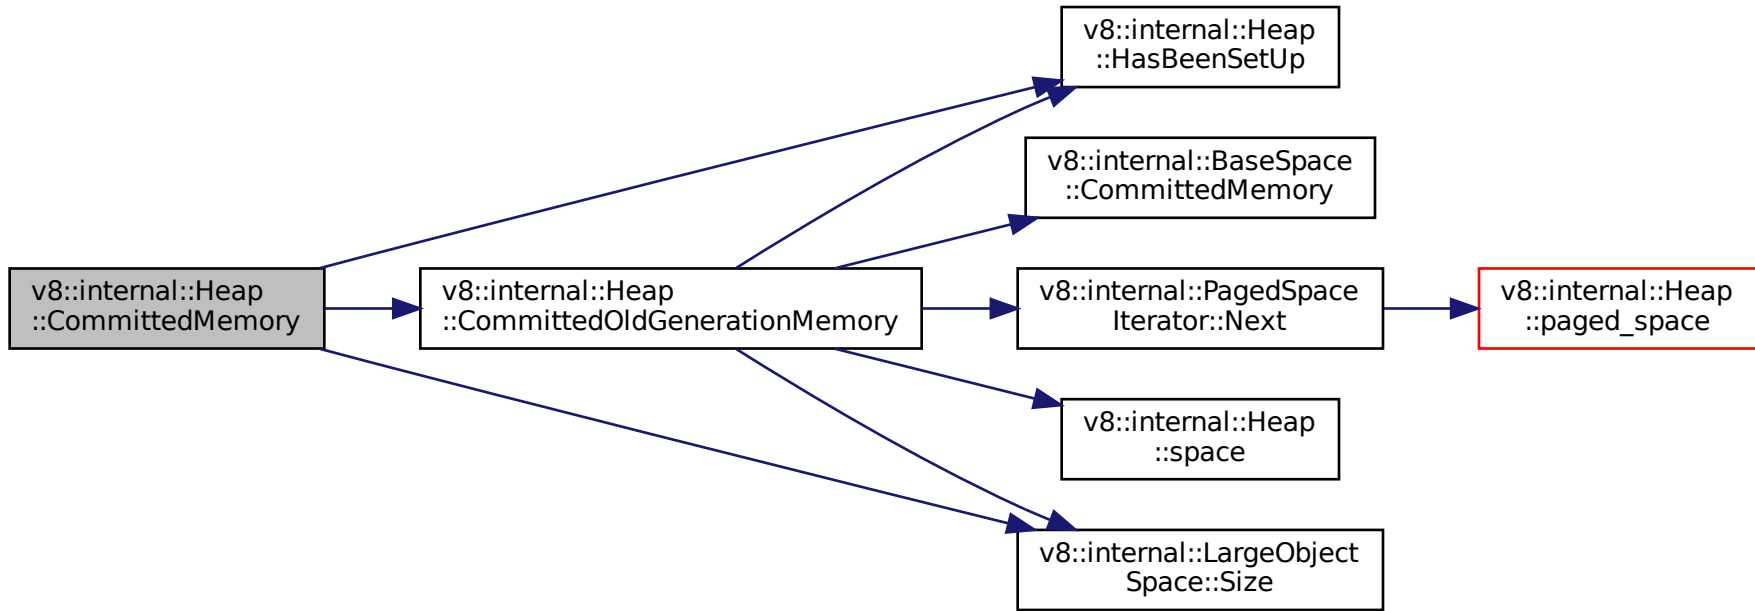 v8::internal::Heap
::HasBeenSetUp
v8::internal::BaseSpace
::CommittedMemory
v8::internal::Heap
::CommittedMemory
v8::internal::Heap
::CommittedOldGenerationMemory
v8::internal::PagedSpace
Iterator::Next
v8::internal::Heap
::paged_space
v8::internal::Heap
::space
v8::internal::LargeObject
Space::Size